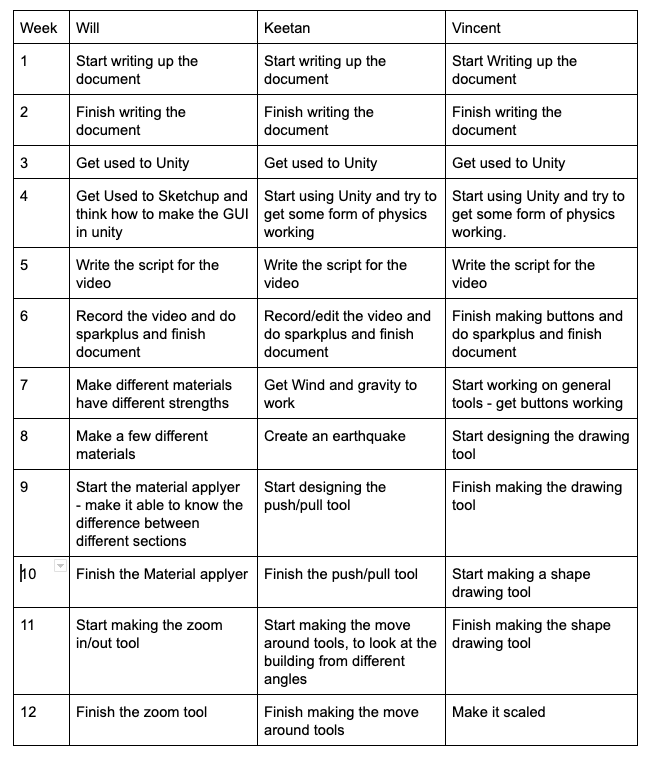 Week Will Keetan Vincent
1 Start writing up the document Start writing up the document Start Writing up the document
2 Finish writing the document Finish writing the document Finish writing the document
3 Get used to Unity Get used to Unity Get used to Unity
4 Get Used to Sketchup and think how to make the GUI in unity Start using Unity and try to get some form of physics working Start using Unity and try to get some form of physics working.
5 Write the script for the video Write the script for the video Write the script for the video
6 Record the video and do sparkplus and finish document Record/edit the video and do sparkplus and finish document Finish making buttons and do sparkplus and finish document
7 Make different materials have different strengths Get Wind and gravity to work Start working on general tools - get buttons working
8 Make a few different materials Create an earthquake Start designing the drawing tool
9 Start the material applyer - make it able to know the difference between different sections Start designing the push/pull tool Finish making the drawing tool
10 Finish the Material applyer Finish the push/pull tool Start making a shape drawing tool
11 Start making the zoom in/out tool Start making the move around tools, to look at the building from different angles Finish making the shape drawing tool
12 Finish the zoom tool Finish making the move around tools Make it scaled